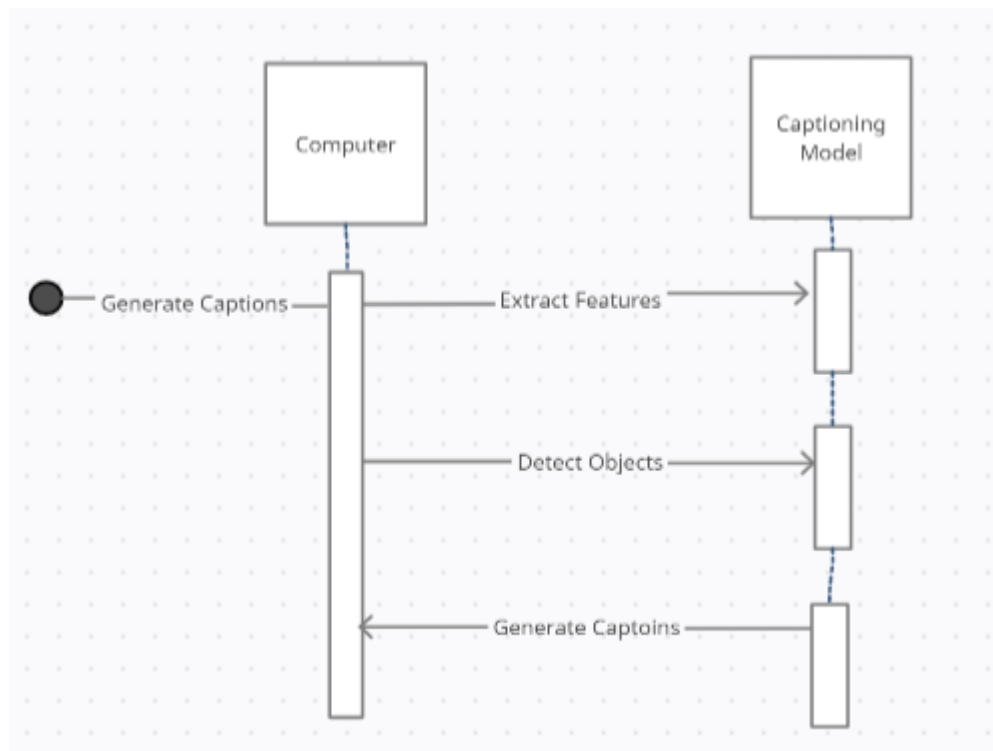 Computer
Captioning
Model
Generate Captions
Extract Features
Detect Objects
Generate Captoins